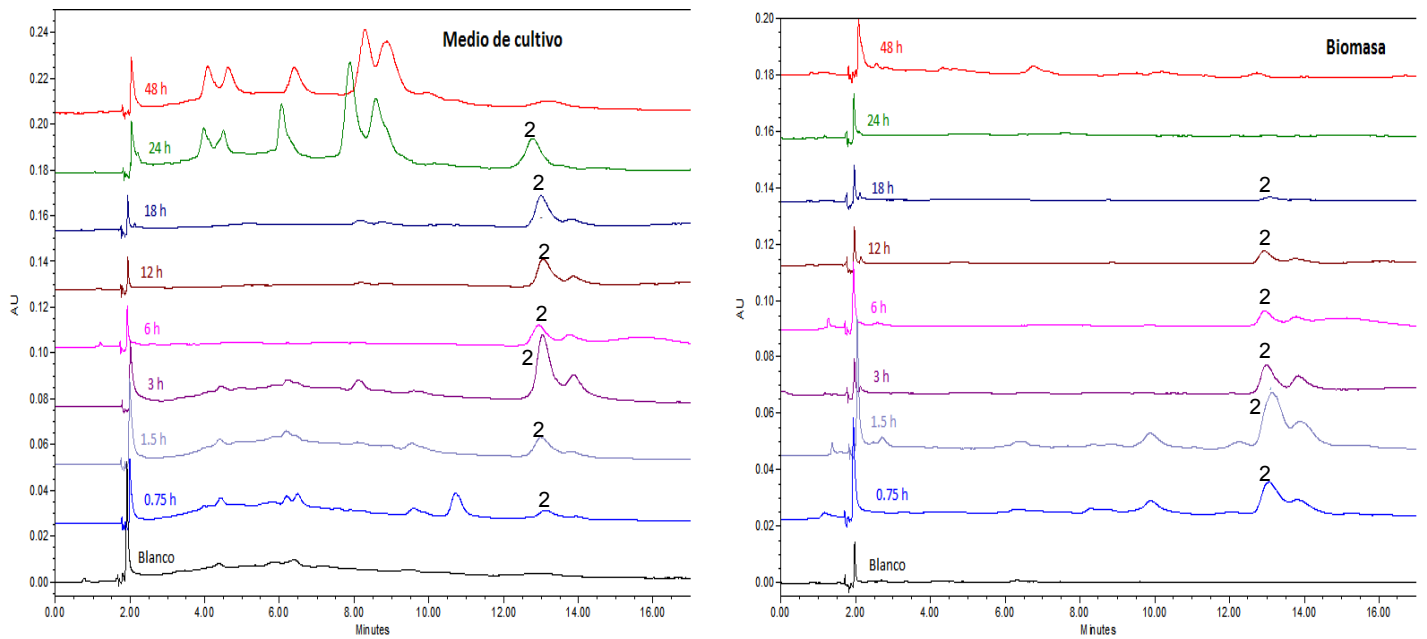 Medio de cultivo
0.24
48 h
0.22
0.20
24 h
2
0.18
18 h
2
0.16
12 h
2
0.14
0.12
6 h
2
AU
0.10
3 h
2
0.08
1.5 h
2
0.06
0.04
0.75 h
2
0.02
Blanco
0.00
0.00 2.00 4.00 6.00 8.00 10.00 12.00 14.00 16.00
Minutes
Biomasa
0.20
48 h
0.18
24 h
0.16
18 h
2
0.14
12 h
2
0.12
6 h
2
0.10
AU
3 h
2
0.08
1.5 h
2
0.06
0.04
0.75 h
2
0.02
Blanco
0.00
0.00 2.00 4.00 6.00 8.00 10.00 12.00 14.00 16.00
Minutes